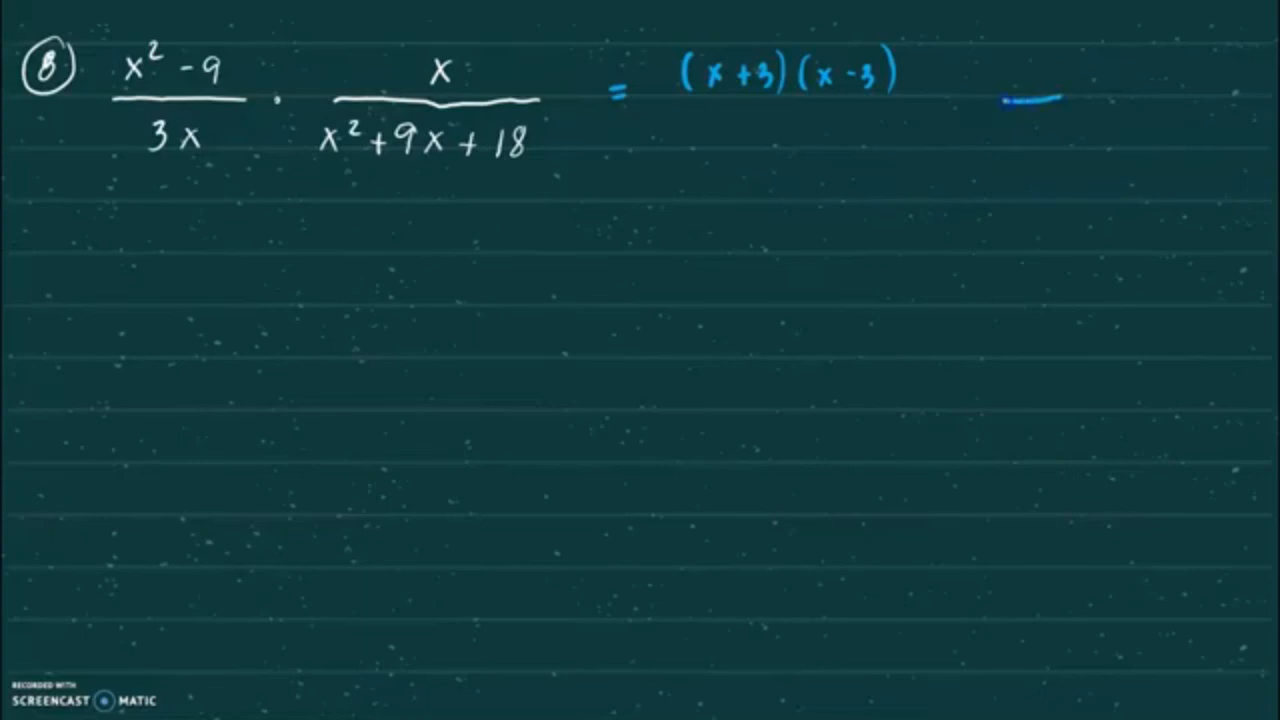 8 x² - 9 x = (x + 3)(x - 3)
3x · x² + 9x + 18
RECORDED WITH
SCREENCAST MATIC